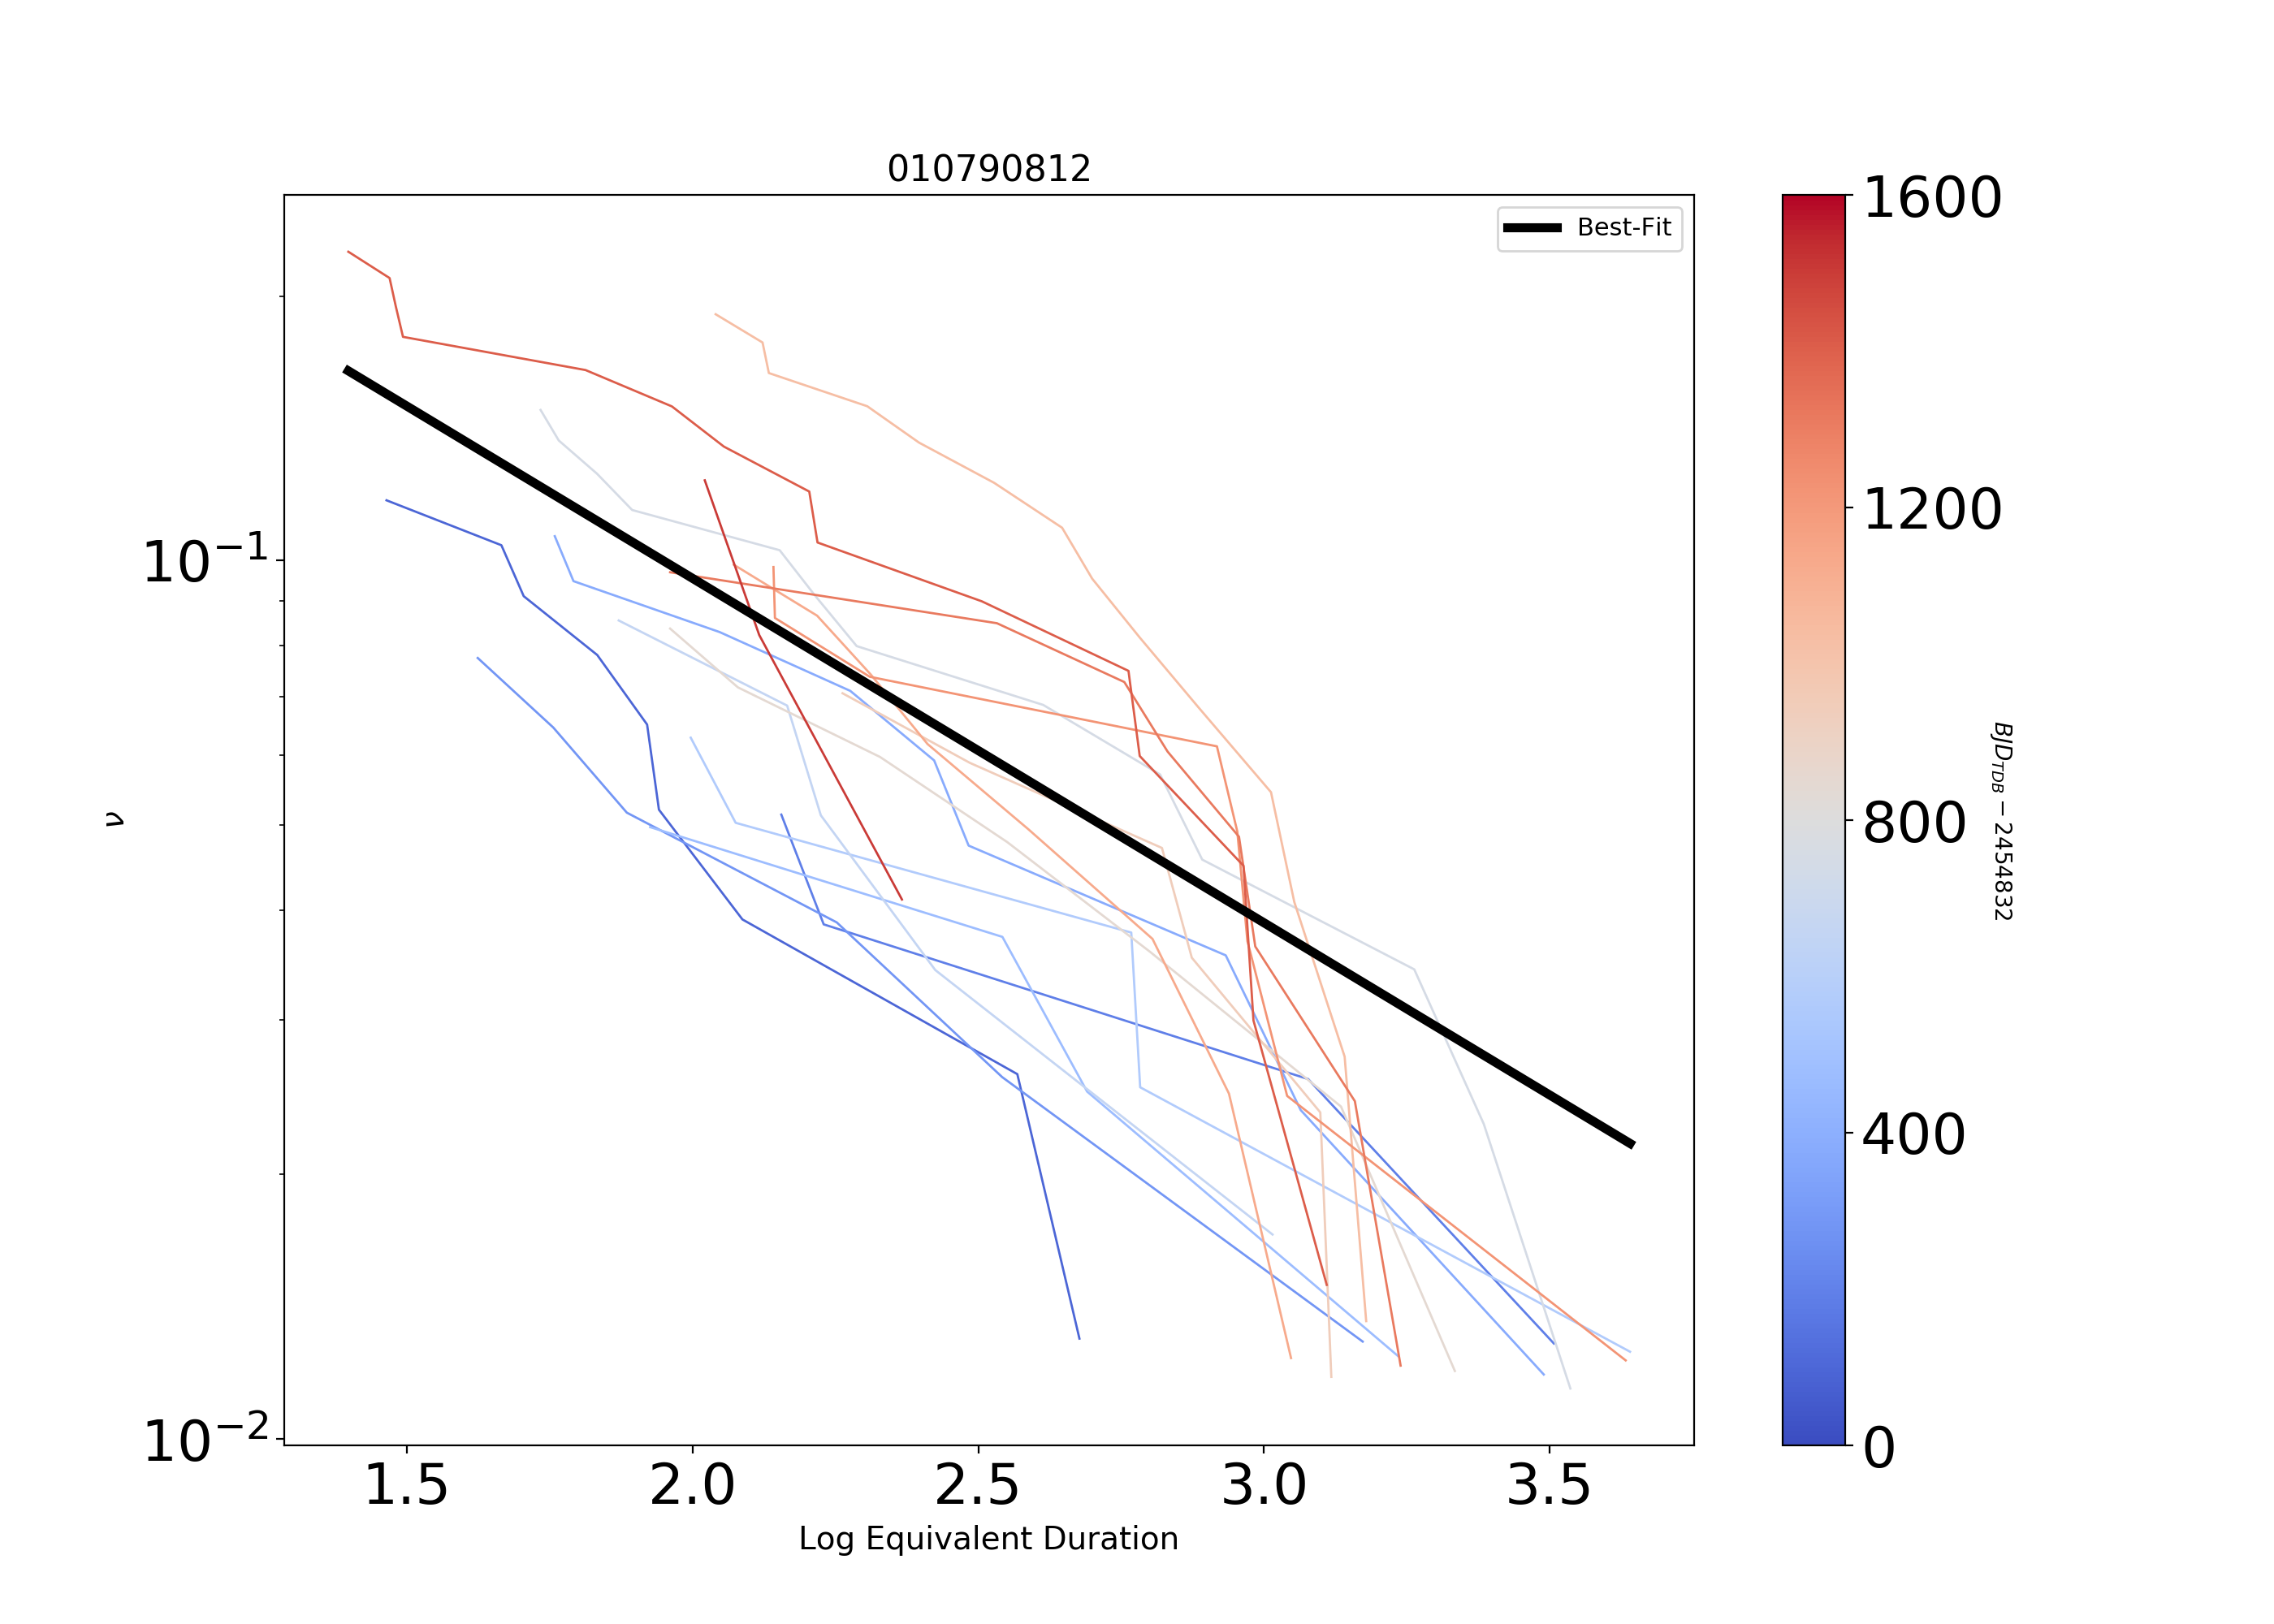 010790812
Best-Fit
ν
10⁻¹
10⁻²
1.5 2.0 2.5 3.0 3.5
Log Equivalent Duration
1600
1200
800
400
0
BJD_TDB − 2454832